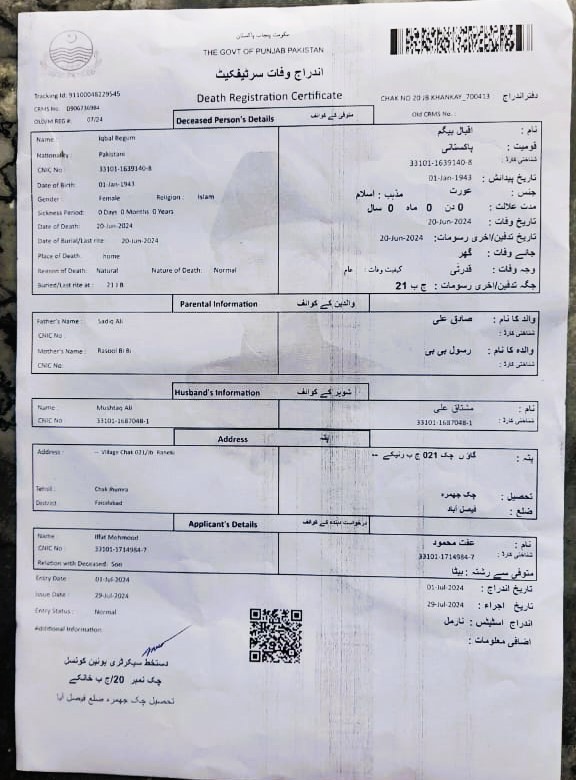 حکومت پنجاب پاکستان
THE GOVT OF PUNJAB PAKISTAN
اندراج وفات سرٹیفکیٹ
Death Registration Certificate
Tracking Id: 91100048129545
CRMS No. D906736984
OLD/M REG #: 07/24
CHAK NO 20 JB KHANKAY_700413 دفتر اندراج
Old CRMS No.
Deceased Person's Details متوفی کے کوائف
Name : Iqbal Begum نام : اقبال بیگم
Nationality Pakistani قومیت : پاکستانی
CNIC No : 33101-1639140-8 شناختی کارڈ : 33101-1639140-8
Date of Birth: 01-Jan-1943 تاریخ پیدائش : 01-Jan-1943
Gender : Female Religion : Islam جنس : عورت مذہب : اسلام
Sickness Period: 0 Days 0 Months 0 Years مدت علالت : 0 دن 0 ماہ 0 سال
Date of Death: 20-Jun-2024 تاریخ وفات : 20-Jun-2024
Date of Burial/Last rite: 20-Jun-2024 تاریخ تدفین/آخری رسومات: 20-Jun-2024
Place of Death: home جائے وفات : گھر
Reason of Death: Natural Nature of Death: Normal وجہ وفات : قدرتی کیفیت وفات : عام
Buried/Last rite at : 21 J B جگہ تدفین/آخری رسومات : ج ب 21
Parental Information والدین کے کوائف
Father's Name : Sadiq Ali والد کا نام : صادق علی
CNIC No: شناختی کارڈ :
Mother's Name : Rasool Bi Bi والدہ کا نام : رسول بی بی
CNIC No: شناختی کارڈ :
Husband's Information شوہر کے کوائف
Name : Mushtaq Ali نام : مشتاق علی
CNIC No 33101-1687048-1 شناختی کارڈ : 33101-1687048-1
Address پتہ
Address : -- Village Chak 021/Jb پتہ : گاؤں چک 021 ج ب رنیکے --
Tehsil : Chak Jhumra تحصیل : چک جھمرہ
District: Faisalabad ضلع : فیصل آباد
Applicant's Details درخواست دہندہ کے کوائف
Name Iffat Mehmood نام : عفت محمود
CNIC No 33101-1714984-7 شناختی کارڈ : 33101-1714984-7
Relation with Deceased: Son متوفی سے رشتہ : بیٹا
Entry Date 01-Jul-2024 تاریخ اندراج : 01-Jul-2024
Issue Date : 29-Jul-2024 تاریخ اجراء : 29-Jul-2024
Entry Status : Normal اندراج اسٹیٹس : نارمل
Additional Information: اضافی معلومات :
دستخط سیکرٹری یونین کونسل
چک نمبر 20/ج ب خانکے
تحصیل چک جھمرہ ضلع فیصل آبا